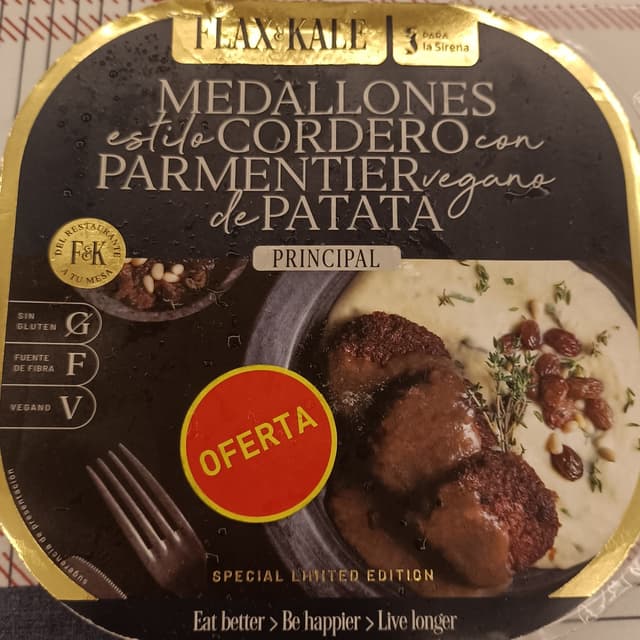 FLAX & KALE
PARA
la Sirena
MEDALLONES
estilo CORDERO con
PARMENTIER vegano
de PATATA
PRINCIPAL
DEL RESTAURANTE
F&K
A TU MESA
SIN
GLUTEN G
FUENTE
DE FIBRA F
VEGANO V
OFERTA
sugerencia de presentación
SPECIAL LIMITED EDITION
Eat better > Be happier > Live longer